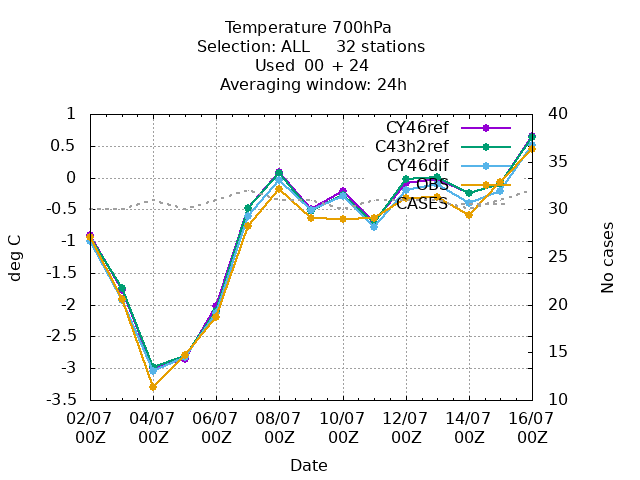 Temperature 700hPa
Selection: ALL 32 stations
Used 00 + 24
Averaging window: 24h
CY46ref
C43h2ref
CY46dif
OBS
CASES
1
0.5
0
-0.5
-1
-1.5
-2
-2.5
-3
-3.5
40
35
30
25
20
15
10
deg C
No cases
02/07 04/07 06/07 08/07 10/07 12/07 14/07 16/07
00Z 00Z 00Z 00Z 00Z 00Z 00Z 00Z
Date